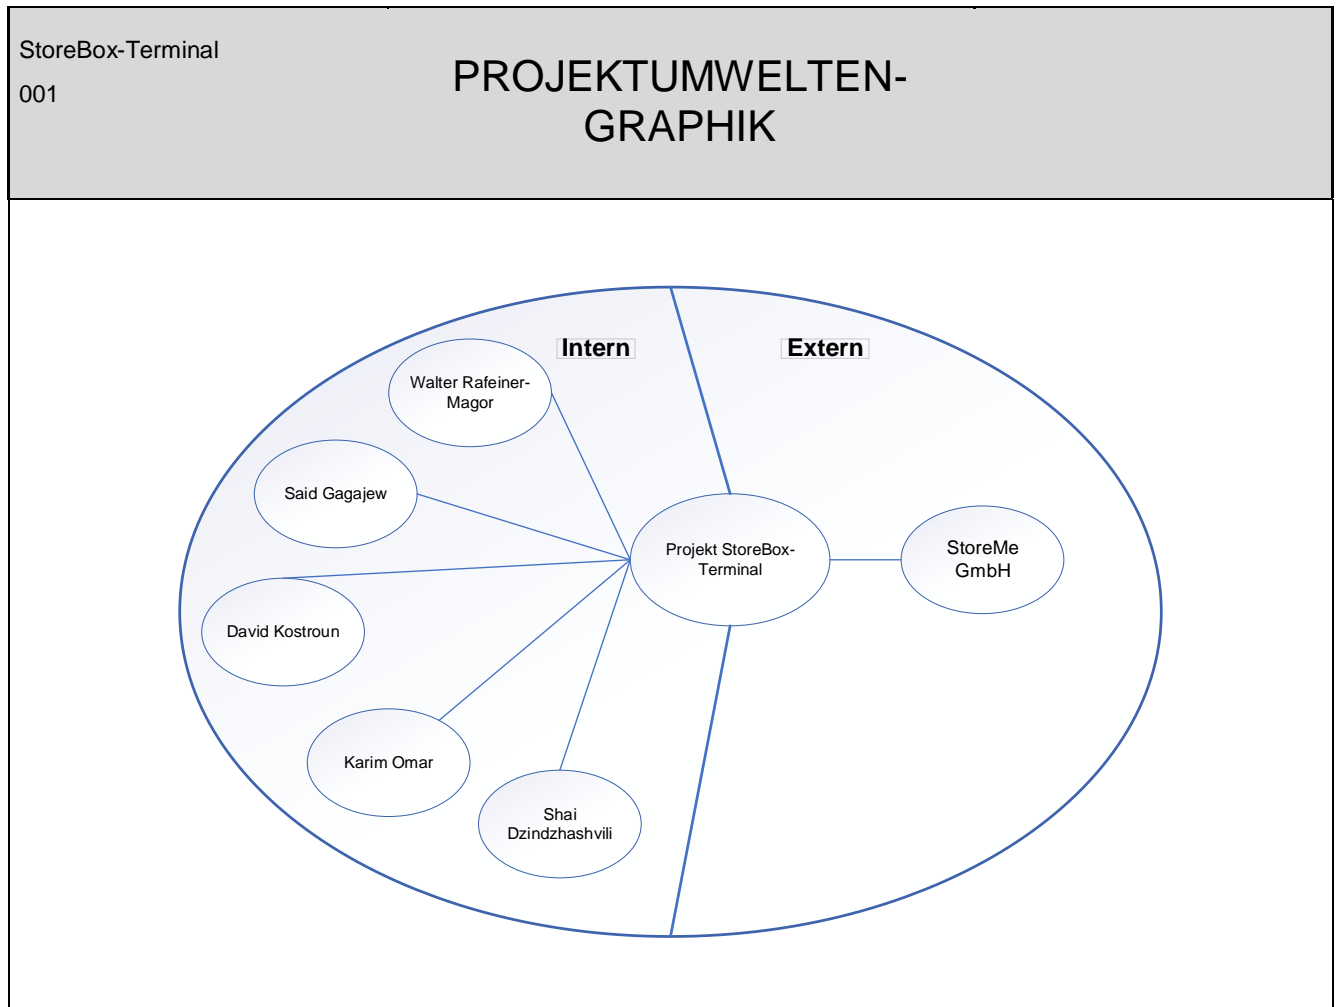 StoreBox-Terminal
001
PROJEKTUMWELTEN-
GRAPHIK
Intern
Extern
Walter Rafeiner-
Magor
Said Gagajew
Projekt StoreBox-
Terminal
StoreMe
GmbH
David Kostroun
Karim Omar
Shai
Dzindzhashvili